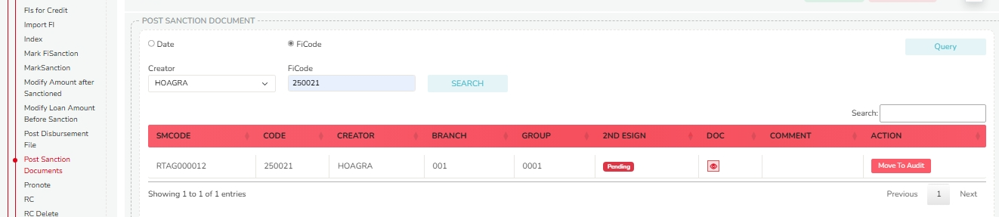 FIs for Credit
Import FI
Index
Mark FiSanction
MarkSanction
Modify Amount after
Sanctioned
Modify Loan Amount
Before Sanction
Post Disbursement
File
Post Sanction
Documents
Pronote
RC
RC Delete
POST SANCTION DOCUMENT
Date FiCode Query
Creator FiCode
HOAGRA 250021 SEARCH
Search:
SMCODE CODE CREATOR BRANCH GROUP 2ND ESIGN DOC COMMENT ACTION
RTAG000012 250021 HOAGRA 001 0001 Pending Move To Audit
Showing 1 to 1 of 1 entries Previous 1 Next